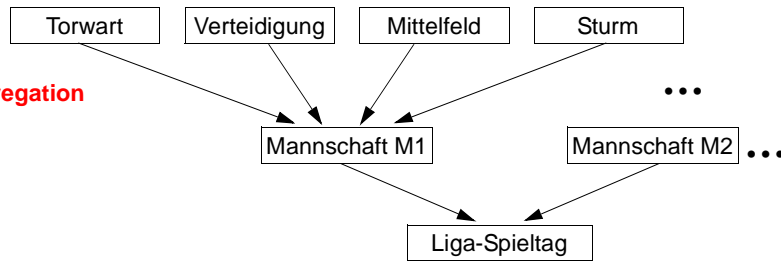 Torwart Verteidigung Mittelfeld Sturm
egation
...
Mannschaft M1 Mannschaft M2 ...
Liga-Spieltag